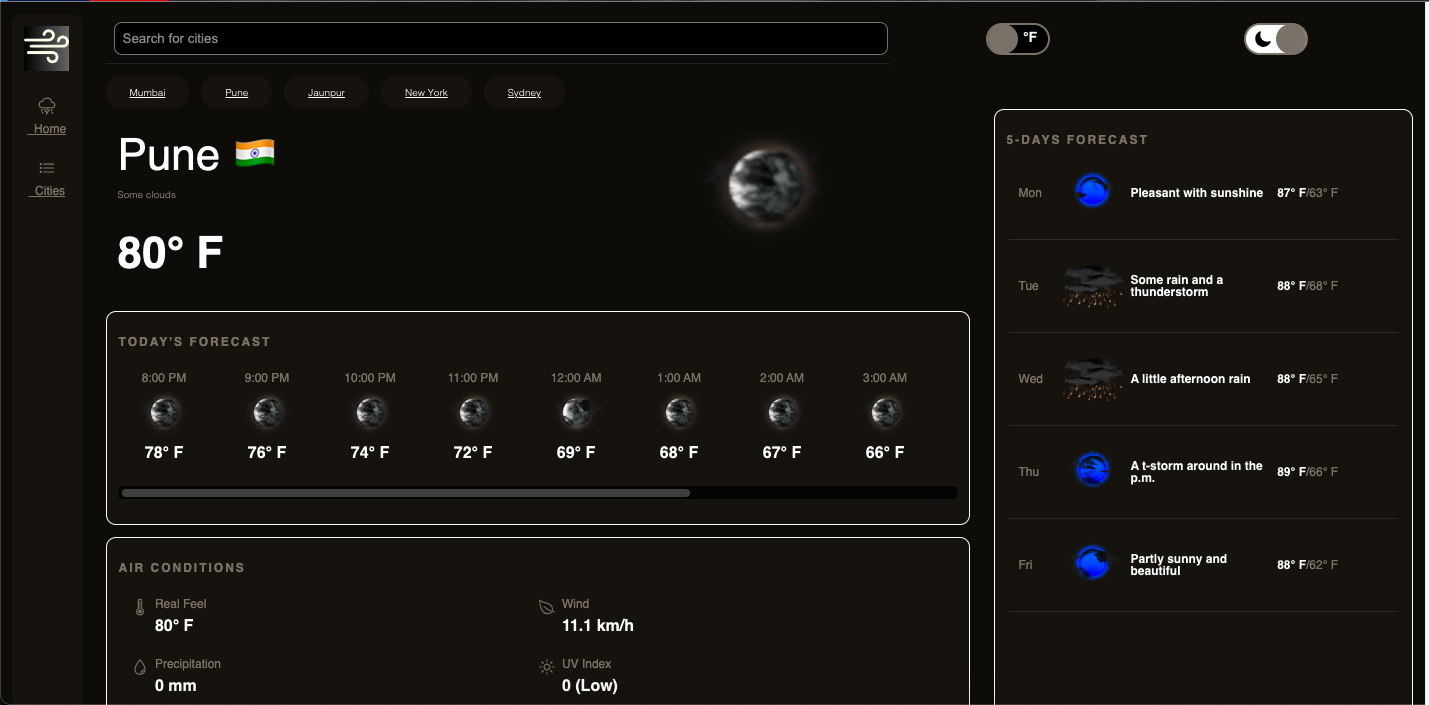 Search for cities
°F
Mumbai
Pune
Jaunpur
New York
Sydney
Home
Cities
Pune
Some clouds
80° F
TODAY'S FORECAST
8:00 PM
9:00 PM
10:00 PM
11:00 PM
12:00 AM
1:00 AM
2:00 AM
3:00 AM
78° F
76° F
74° F
72° F
69° F
68° F
67° F
66° F
AIR CONDITIONS
Real Feel
80° F
Wind
11.1 km/h
Precipitation
0 mm
UV Index
0 (Low)
5-DAYS FORECAST
Mon
Pleasant with sunshine
87° F/63° F
Tue
Some rain and a
thunderstorm
88° F/68° F
Wed
A little afternoon rain
88° F/65° F
Thu
A t-storm around in the
p.m.
89° F/66° F
Fri
Partly sunny and
beautiful
88° F/62° F